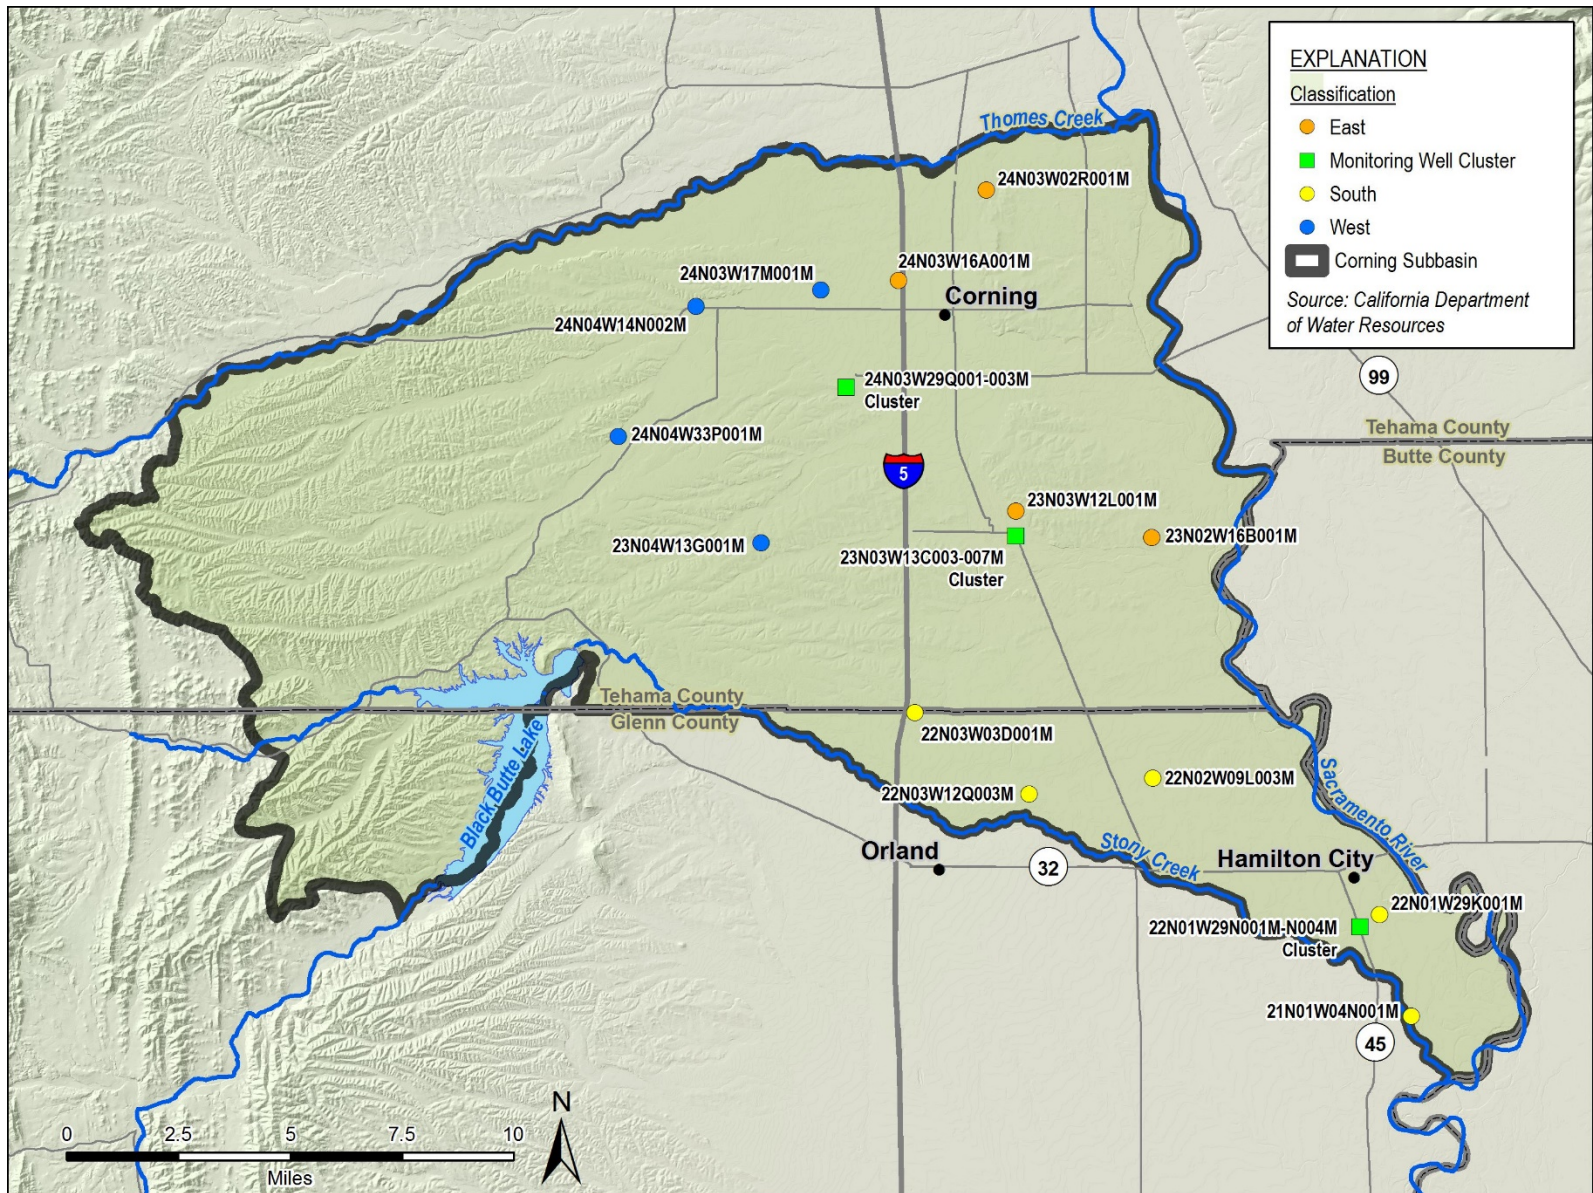 EXPLANATION
Classification
East
Monitoring Well Cluster
South
West
Corning Subbasin
Source: California Department
of Water Resources
Thomes Creek
24N03W02R001M
24N03W17M001M
24N03W16A001M
Corning
24N04W14N002M
24N03W29Q001-003M
Cluster
99
24N04W33P001M
Tehama County
Butte County
5
23N03W12L001M
23N04W13G001M
23N03W13C003-007M
Cluster
23N02W16B001M
Tehama County
Glenn County
Black Butte Lake
22N03W03D001M
22N02W09L003M
22N03W12Q003M
Sacramento River
Stony Creek
Orland
32
Hamilton City
22N01W29K001M
22N01W29N001M-N004M
Cluster
21N01W04N001M
45
N
0 2.5 5 7.5 10
Miles